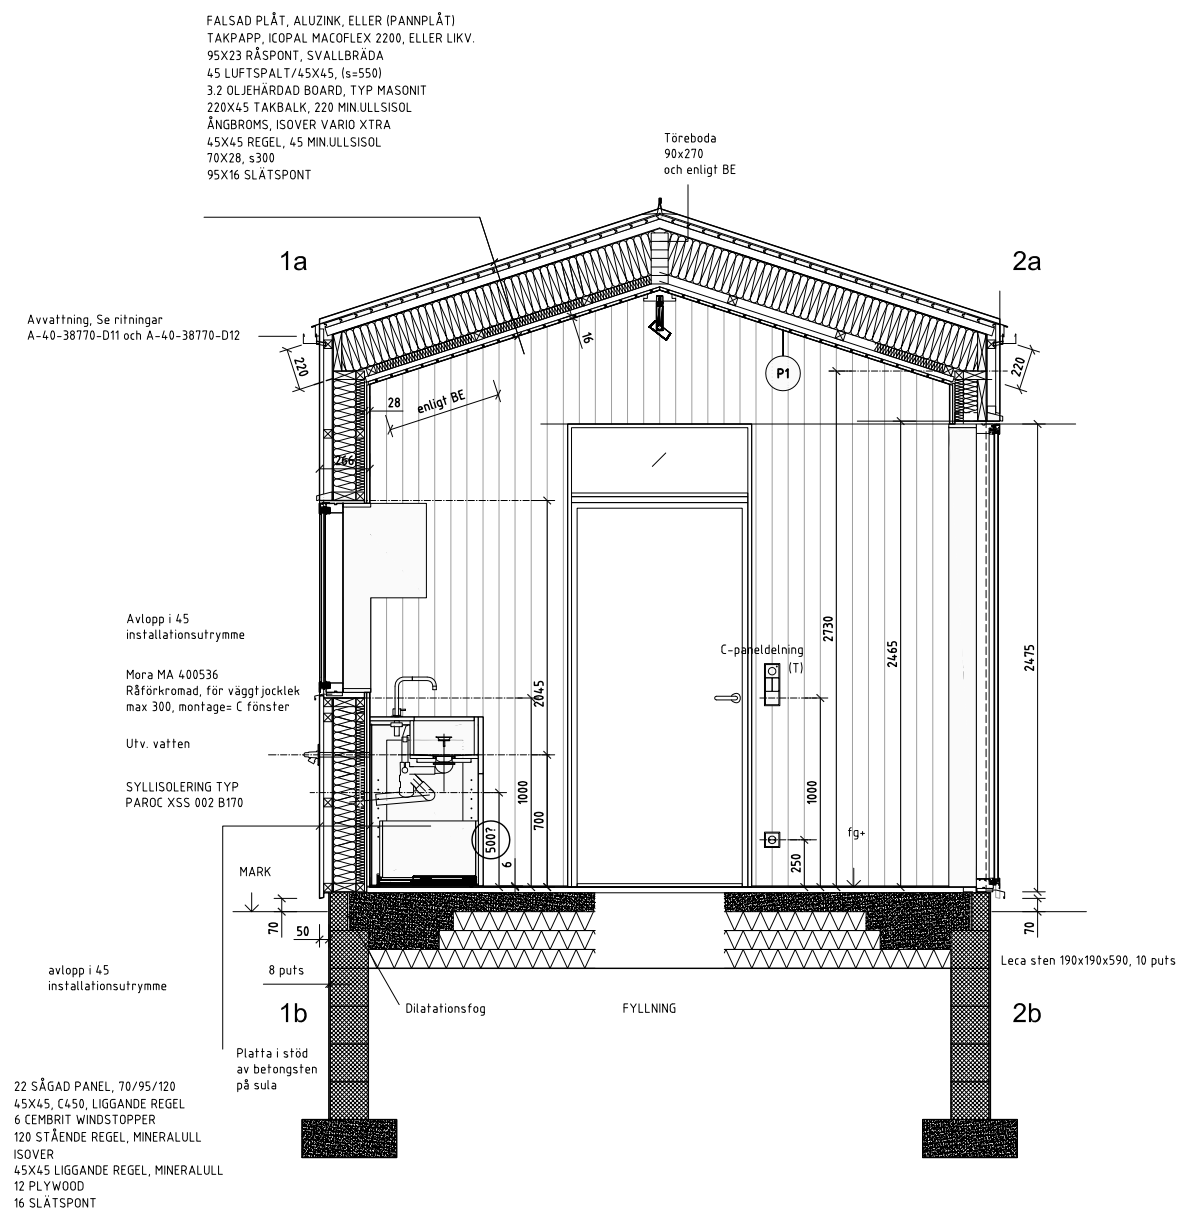 FALSAD PLÅT, ALUZINK, ELLER (PANNPLÅT)
TAKPAPP, ICOPAL MACOFLEX 2200, ELLER LIKV.
95X23 RÅSPONT, SVALLBRÄDA
45 LUFTSPALT/45X45, (s=550)
3.2 OLJEHÄRDAD BOARD, TYP MASONIT
220X45 TAKBALK, 220 MIN.ULLSISOL
ÅNGBROMS, ISOVER VARIO XTRA
45X45 REGEL, 45 MIN.ULLSISOL
70X28, s300
95X16 SLÄTSPONT
Töreboda
90x270
och enligt BE
1a
2a
Avvattning, Se ritningar
A-40-38770-D11 och A-40-38770-D12
220
16
P1
220
28
enligt BE
266
2730
2465
2475
Avlopp i 45
installationsutrymme
C-paneldelning
(T)
Mora MA 400536
Råförkromad, för väggtjocklek
max 300, montage= C fönster
2045
Utv. vatten
SYLLISOLERING TYP
PAROC XSS 002 B170
1000
700
1000
500?
6
250
fg+
MARK
70
50
70
avlopp i 45
installationsutrymme
8 puts
Leca sten 190x190x590, 10 puts
1b
Dilatationsfog
FYLLNING
2b
Platta i stöd
av betongsten
på sula
22 SÅGAD PANEL, 70/95/120
45X45, C450, LIGGANDE REGEL
6 CEMBRIT WINDSTOPPER
120 STÅENDE REGEL, MINERALULL
ISOVER
45X45 LIGGANDE REGEL, MINERALULL
12 PLYWOOD
16 SLÄTSPONT